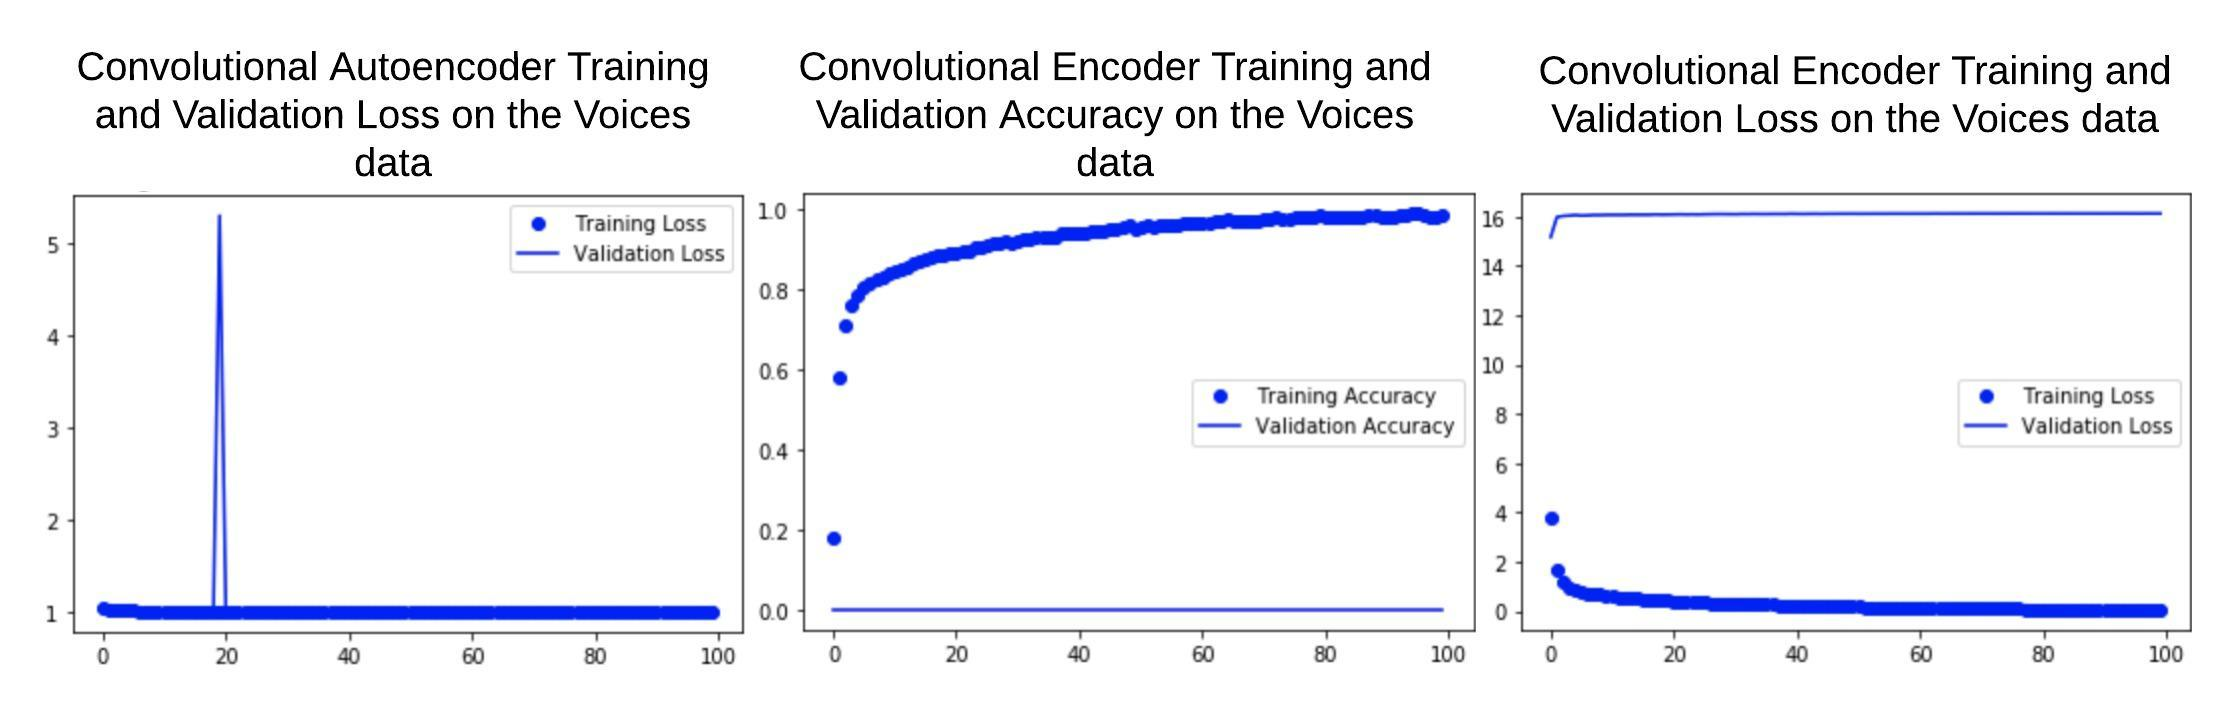 Convolutional Autoencoder Training
and Validation Loss on the Voices
data
5
4
3
2
1
Training Loss
Validation Loss
0 20 40 60 80 100
Convolutional Encoder Training and
Validation Accuracy on the Voices
data
1.0
0.8
0.6
0.4
0.2
0.0
Training Accuracy
Validation Accuracy
0 20 40 60 80 100
Convolutional Encoder Training and
Validation Loss on the Voices data
16
14
12
10
8
6
4
2
0
Training Loss
Validation Loss
0 20 40 60 80 100